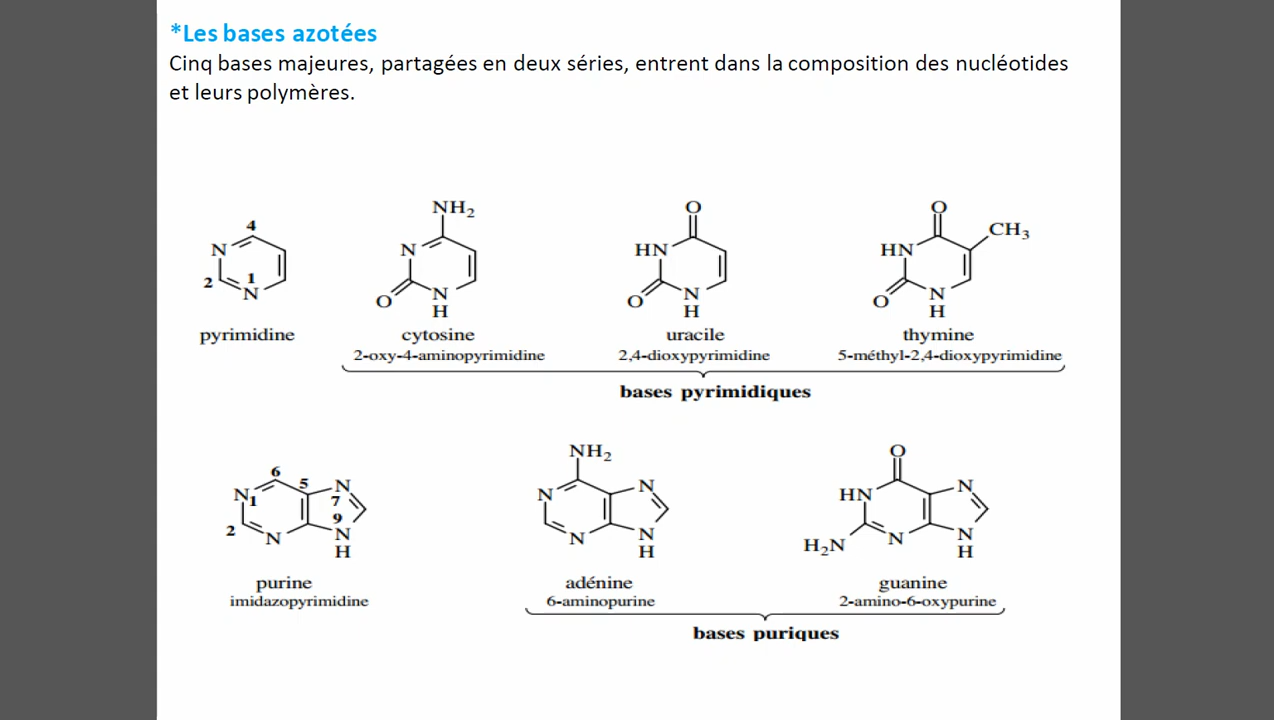 *Les bases azotées
Cinq bases majeures, partagées en deux séries, entrent dans la composition des nucléotides
et leurs polymères.
NH2
O
O
CH3
4
N
N
HN
HN
2
1
N
O
N
H
O
N
H
O
N
H
pyrimidine
cytosine
uracile
thymine
2-oxy-4-aminopyrimidine
2,4-dioxypyrimidine
5-méthyl-2,4-dioxypyrimidine
bases pyrimidiques
NH2
O
6
5
N
N1
7
9
2
N
N
H
N
N
N
N
H
HN
N
H2N
N
N
H
purine
adénine
guanine
imidazopyrimidine
6-aminopurine
2-amino-6-oxypurine
bases puriques